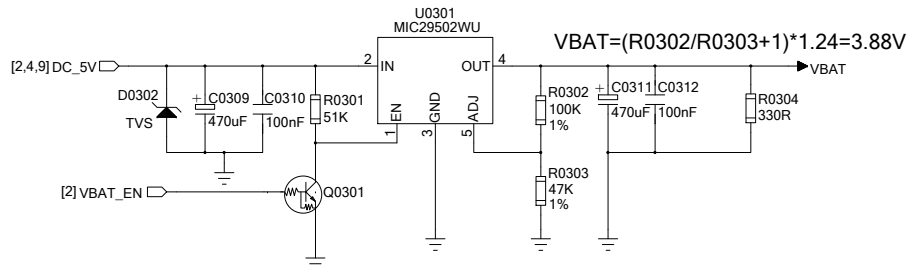 U0301
MIC29502WU
VBAT=(R0302/R0303+1)*1.24=3.88V
[2,4,9] DC_5V
2
IN
OUT
4
VBAT
D0302
TVS
+
C0309
470uF
C0310
100nF
R0301
51K
EN
GND
ADJ
1
3
5
R0302
100K
1%
+
C0311
470uF
C0312
100nF
R0304
330R
R0303
47K
1%
[2] VBAT_EN
Q0301